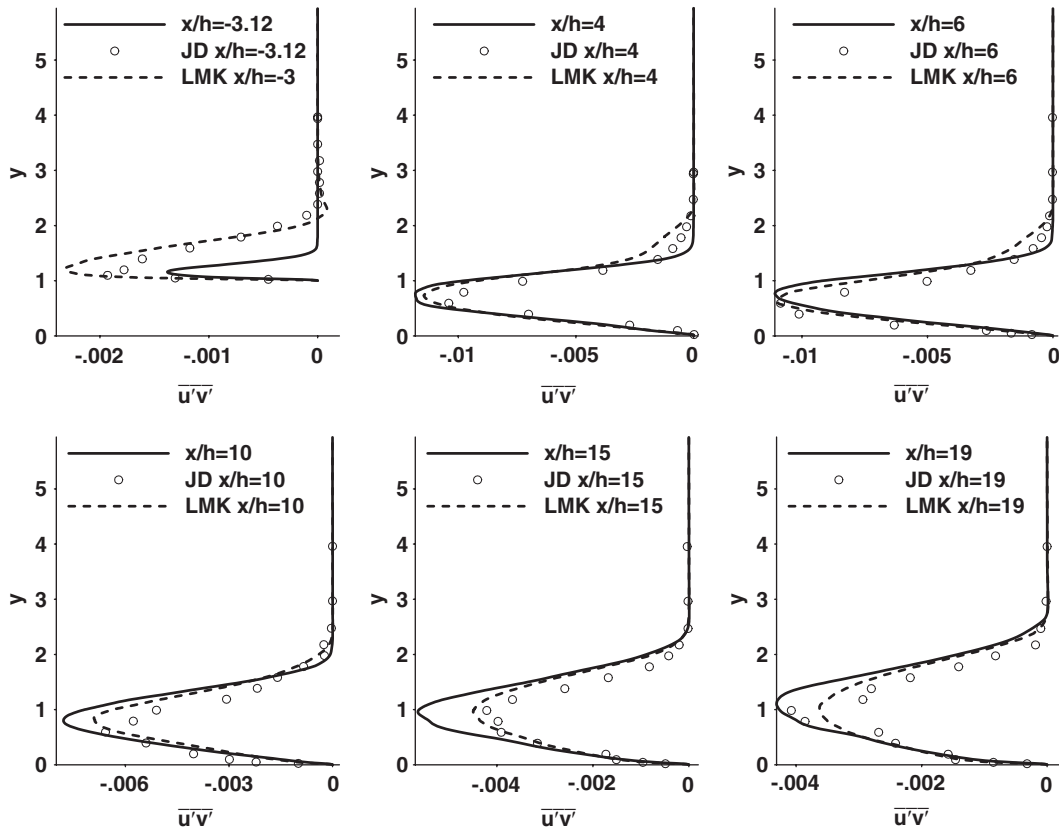 x/h=-3.12
JD x/h=-3.12
LMK x/h=-3
y
5
4
3
2
1
0
-.002
-.001
0
u'v'
x/h=4
JD x/h=4
LMK x/h=4
y
5
4
3
2
1
0
-.01
-.005
0
u'v'
x/h=6
JD x/h=6
LMK x/h=6
y
5
4
3
2
1
0
-.01
-.005
0
u'v'
x/h=10
JD x/h=10
LMK x/h=10
y
5
4
3
2
1
0
-.006
-.003
0
u'v'
x/h=15
JD x/h=15
LMK x/h=15
y
5
4
3
2
1
0
-.004
-.002
0
u'v'
x/h=19
JD x/h=19
LMK x/h=19
y
5
4
3
2
1
0
-.004
-.002
0
u'v'